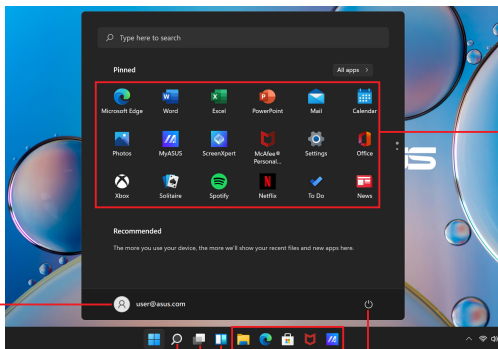 Type here to search
Pinned
All apps >
Microsoft Edge Word Excel PowerPoint Mail Calendar
Photos MyASUS ScreenXpert McAfee® Personal... Settings Office
Xbox Solitaire Spotify Netflix To Do News
Recommended
The more you use your device, the more we'll show your recent files and new apps here.
user@asus.com